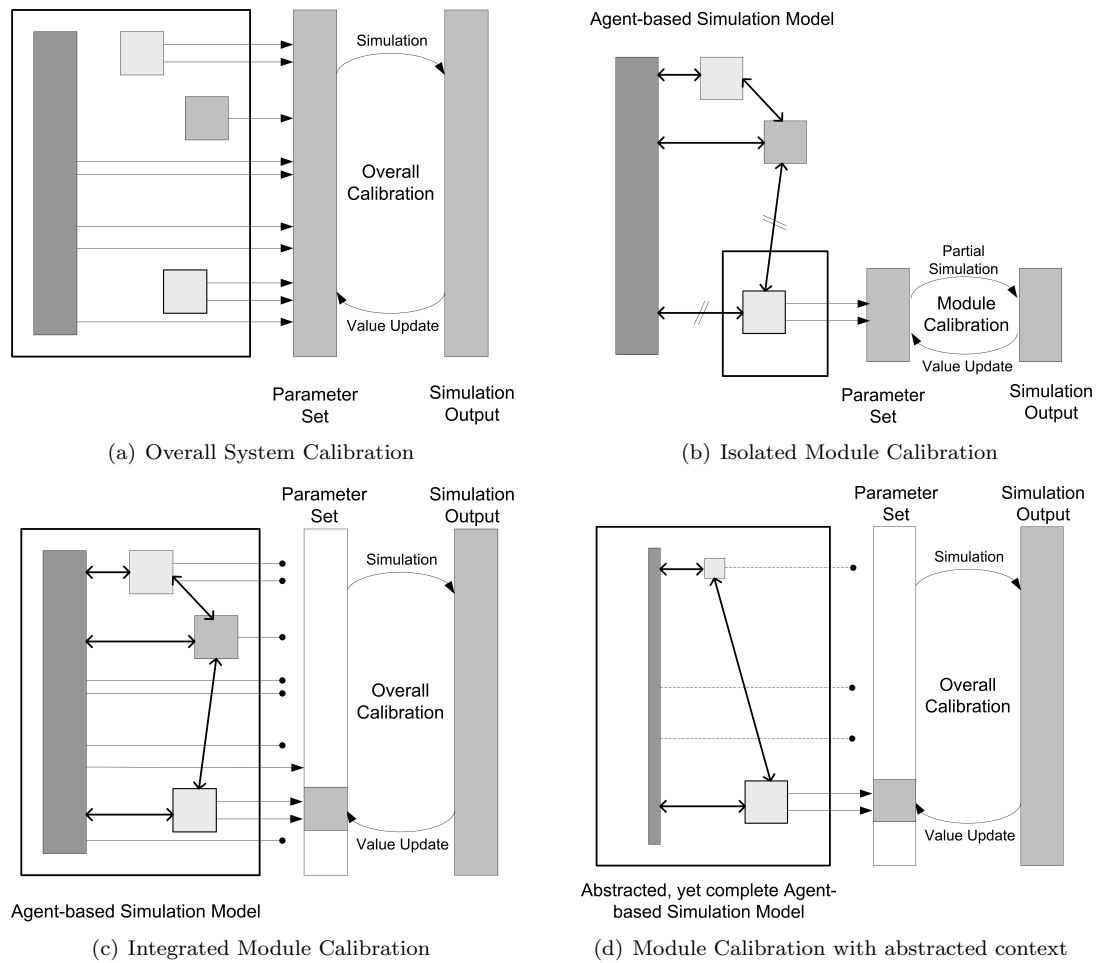 Simulation
Overall
Calibration
Value Update
Parameter
Set
Simulation
Output
(a) Overall System Calibration
Agent-based Simulation Model
Partial
Simulation
Module
Calibration
Value Update
Parameter
Set
Simulation
Output
(b) Isolated Module Calibration
Parameter
Set
Simulation
Output
Simulation
Overall
Calibration
Value Update
Agent-based Simulation Model
(c) Integrated Module Calibration
Parameter
Set
Simulation
Output
Simulation
Overall
Calibration
Value Update
Abstracted, yet complete Agent-
based Simulation Model
(d) Module Calibration with abstracted context